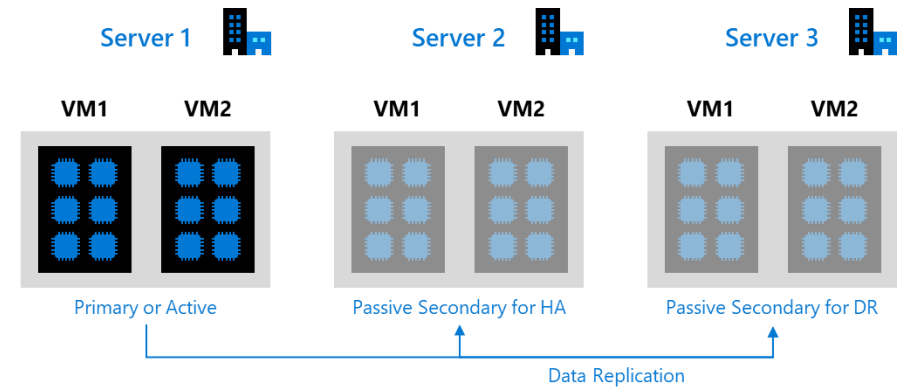 Server 1
Server 2
Server 3
VM1
VM2
VM1
VM2
VM1
VM2
Primary or Active
Passive Secondary for HA
Passive Secondary for DR
Data Replication